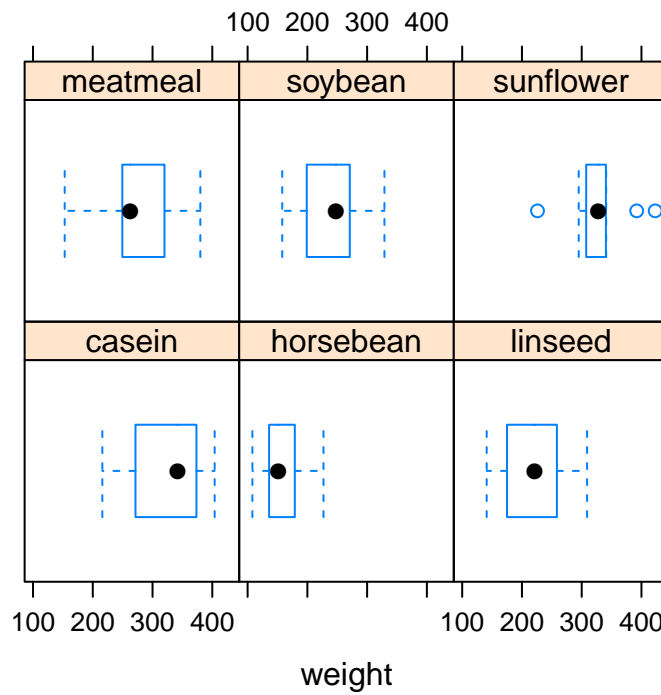 100 200 300 400
meatmeal soybean sunflower
casein horsebean linseed
100 200 300 400 100 200 300 400
weight